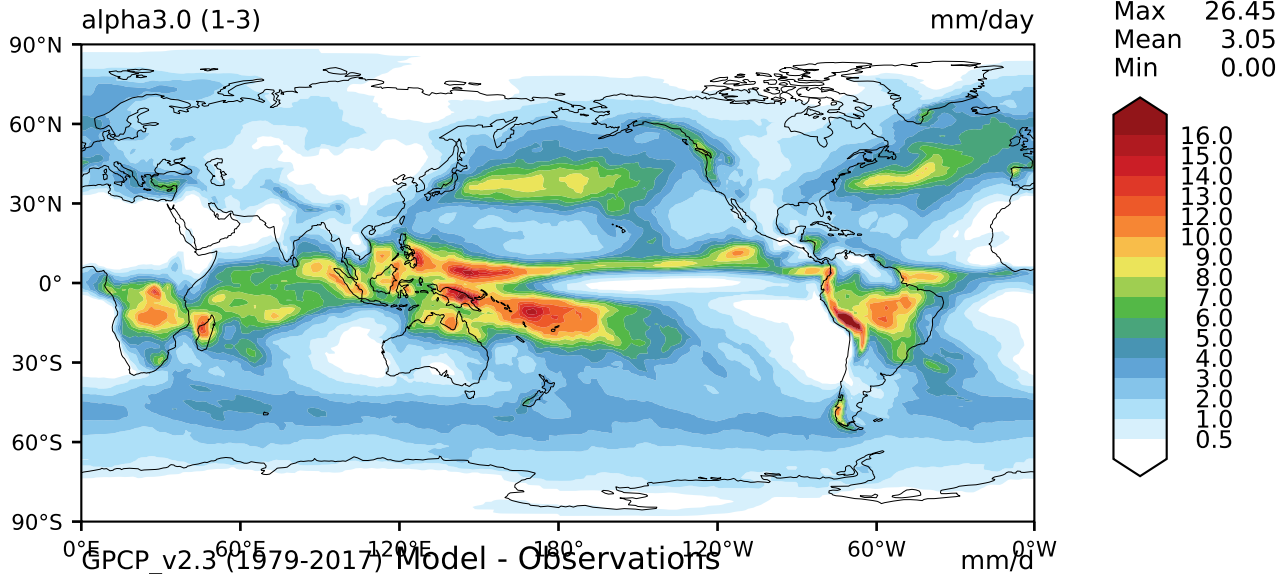 alpha3.0 (1-3) mm/day
Max 26.45
Mean 3.05
Min 0.00
90°N
60°N
30°N
0°
30°S
60°S
90°S
0°E 60°E 120°E 180° 120°W 60°W 0°W
GPCP_v2.3 (1979-2017) Model - Observations mm/d
16.0
15.0
14.0
13.0
12.0
10.0
9.0
8.0
7.0
6.0
5.0
4.0
3.0
2.0
1.0
0.5